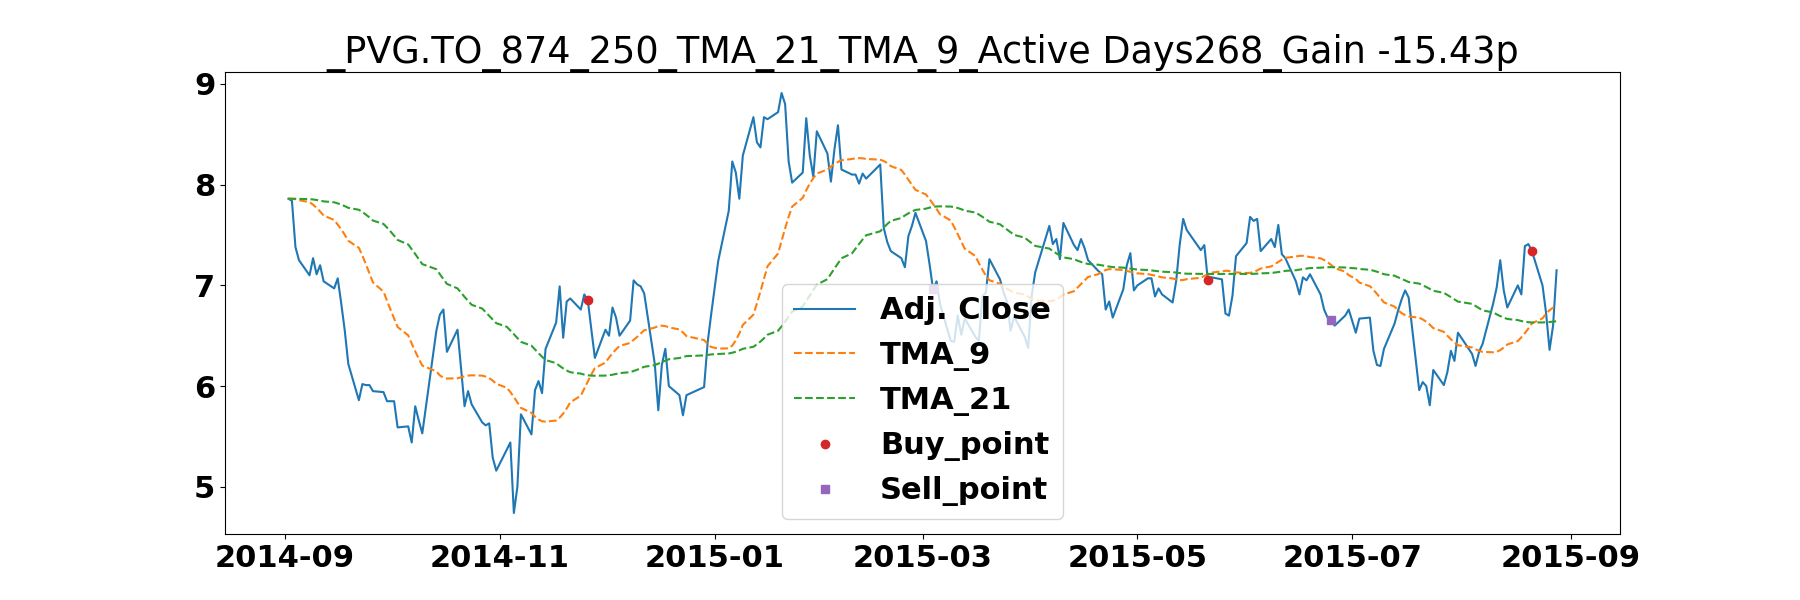 _PVG.TO_874_250_TMA_21_TMA_9_Active Days268_Gain -15.43p
9
8
7
6
5
Adj. Close
TMA_9
TMA_21
Buy_point
Sell_point
2014-09 2014-11 2015-01 2015-03 2015-05 2015-07 2015-09